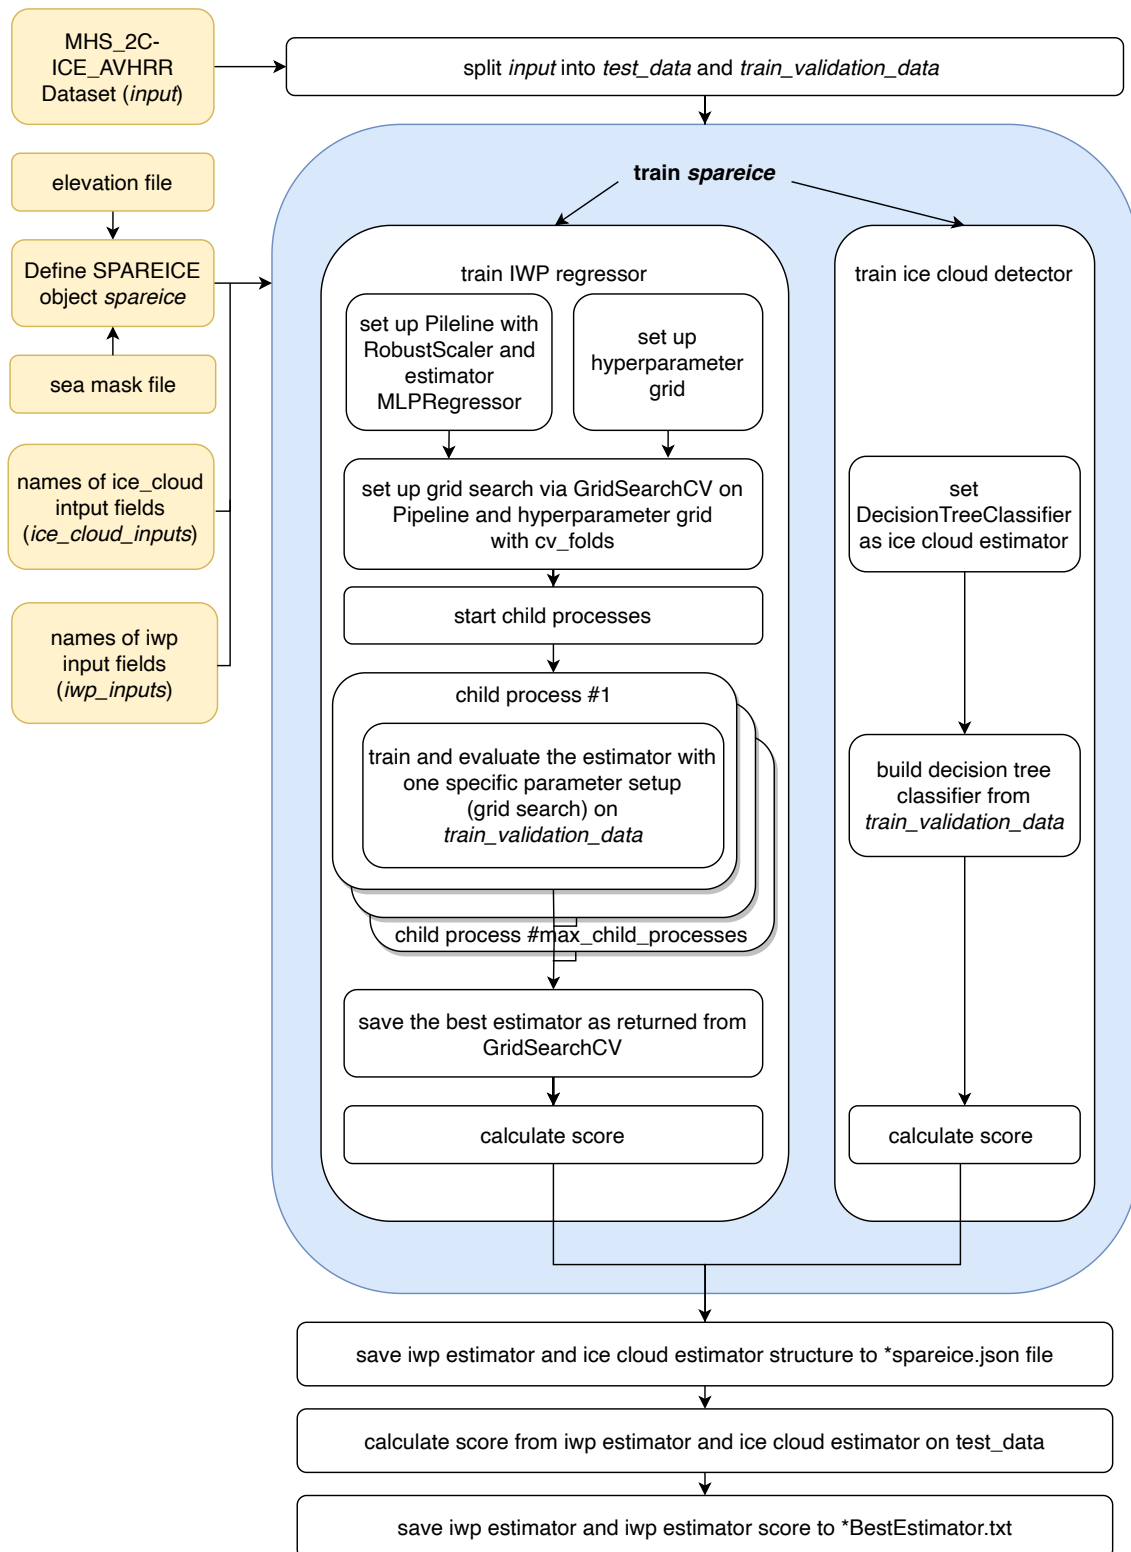 MHS_2C-
ICE_AVHRR
Dataset (input)
split input into test_data and train_validation_data
elevation file
Define SPAREICE
object spareice
sea mask file
names of ice_cloud
intput fields
(ice_cloud_inputs)
names of iwp
input fields
(iwp_inputs)
train spareice
train IWP regressor
set up Pileline with
RobustScaler and
estimator
MLPRegressor
set up
hyperparameter
grid
set up grid search via GridSearchCV on
Pipeline and hyperparameter grid
with cv_folds
start child processes
child process #1
train and evaluate the estimator with
one specific parameter setup
(grid search) on
train_validation_data
child process #max_child_processes
save the best estimator as returned from
GridSearchCV
calculate score
train ice cloud detector
set
DecisionTreeClassifier
as ice cloud estimator
build decision tree
classifier from
train_validation_data
calculate score
save iwp estimator and ice cloud estimator structure to *spareice.json file
calculate score from iwp estimator and ice cloud estimator on test_data
save iwp estimator and iwp estimator score to *BestEstimator.txt